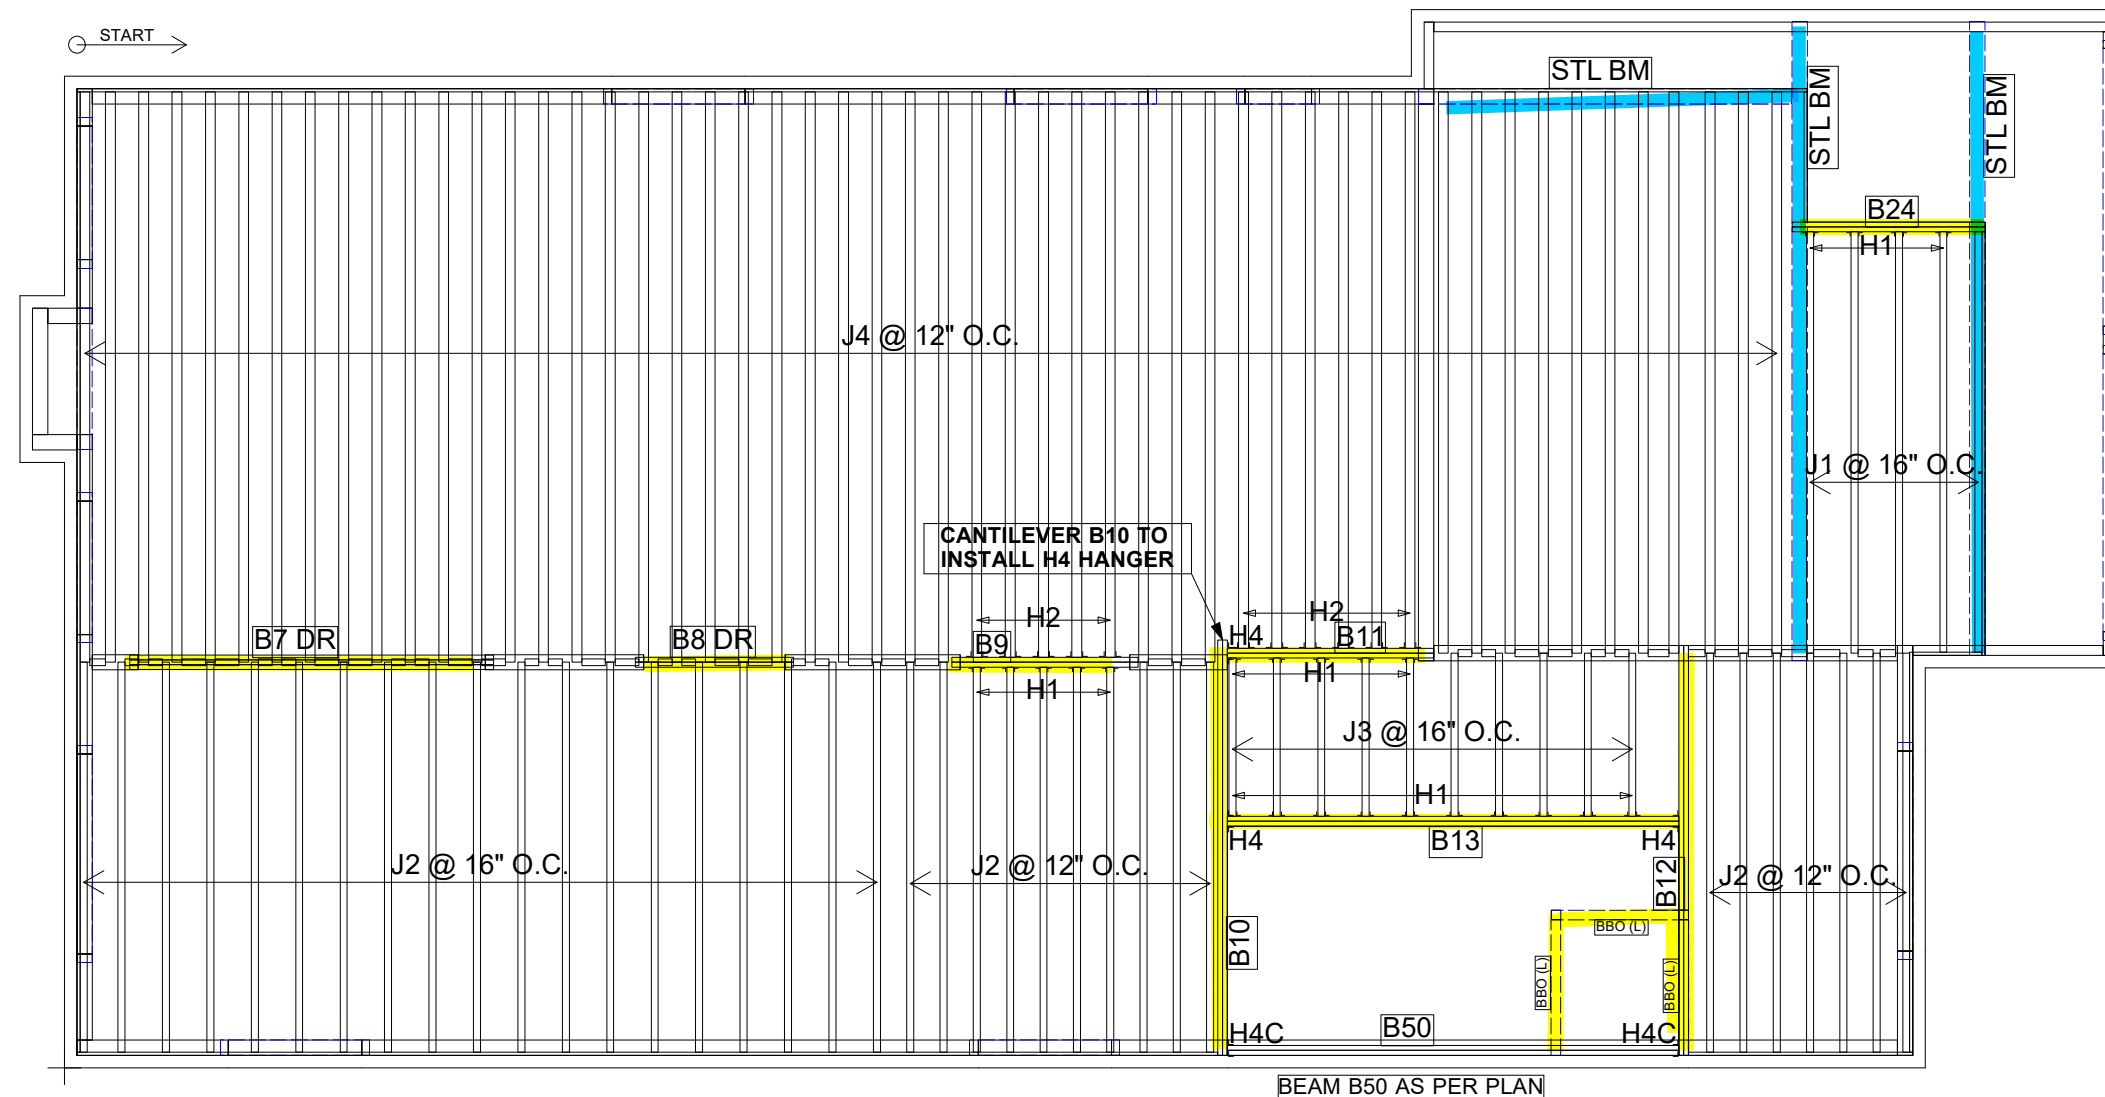 START
STL BM
STL BM
STL BM
B24
H1
J4 @ 12" O.C.
J1 @ 16" O.C.
CANTILEVER B10 TO
INSTALL H4 HANGER
B7 DR
B8 DR
H2
B9
H1
H4
H2
B11
H1
J3 @ 16" O.C.
H1
H4
B13
H4
J2 @ 16" O.C.
J2 @ 12" O.C.
B12
J2 @ 12" O.C.
B10
BBO (L)
BBO (L)
BBO (L)
H4C
B50
H4C
BEAM B50 AS PER PLAN